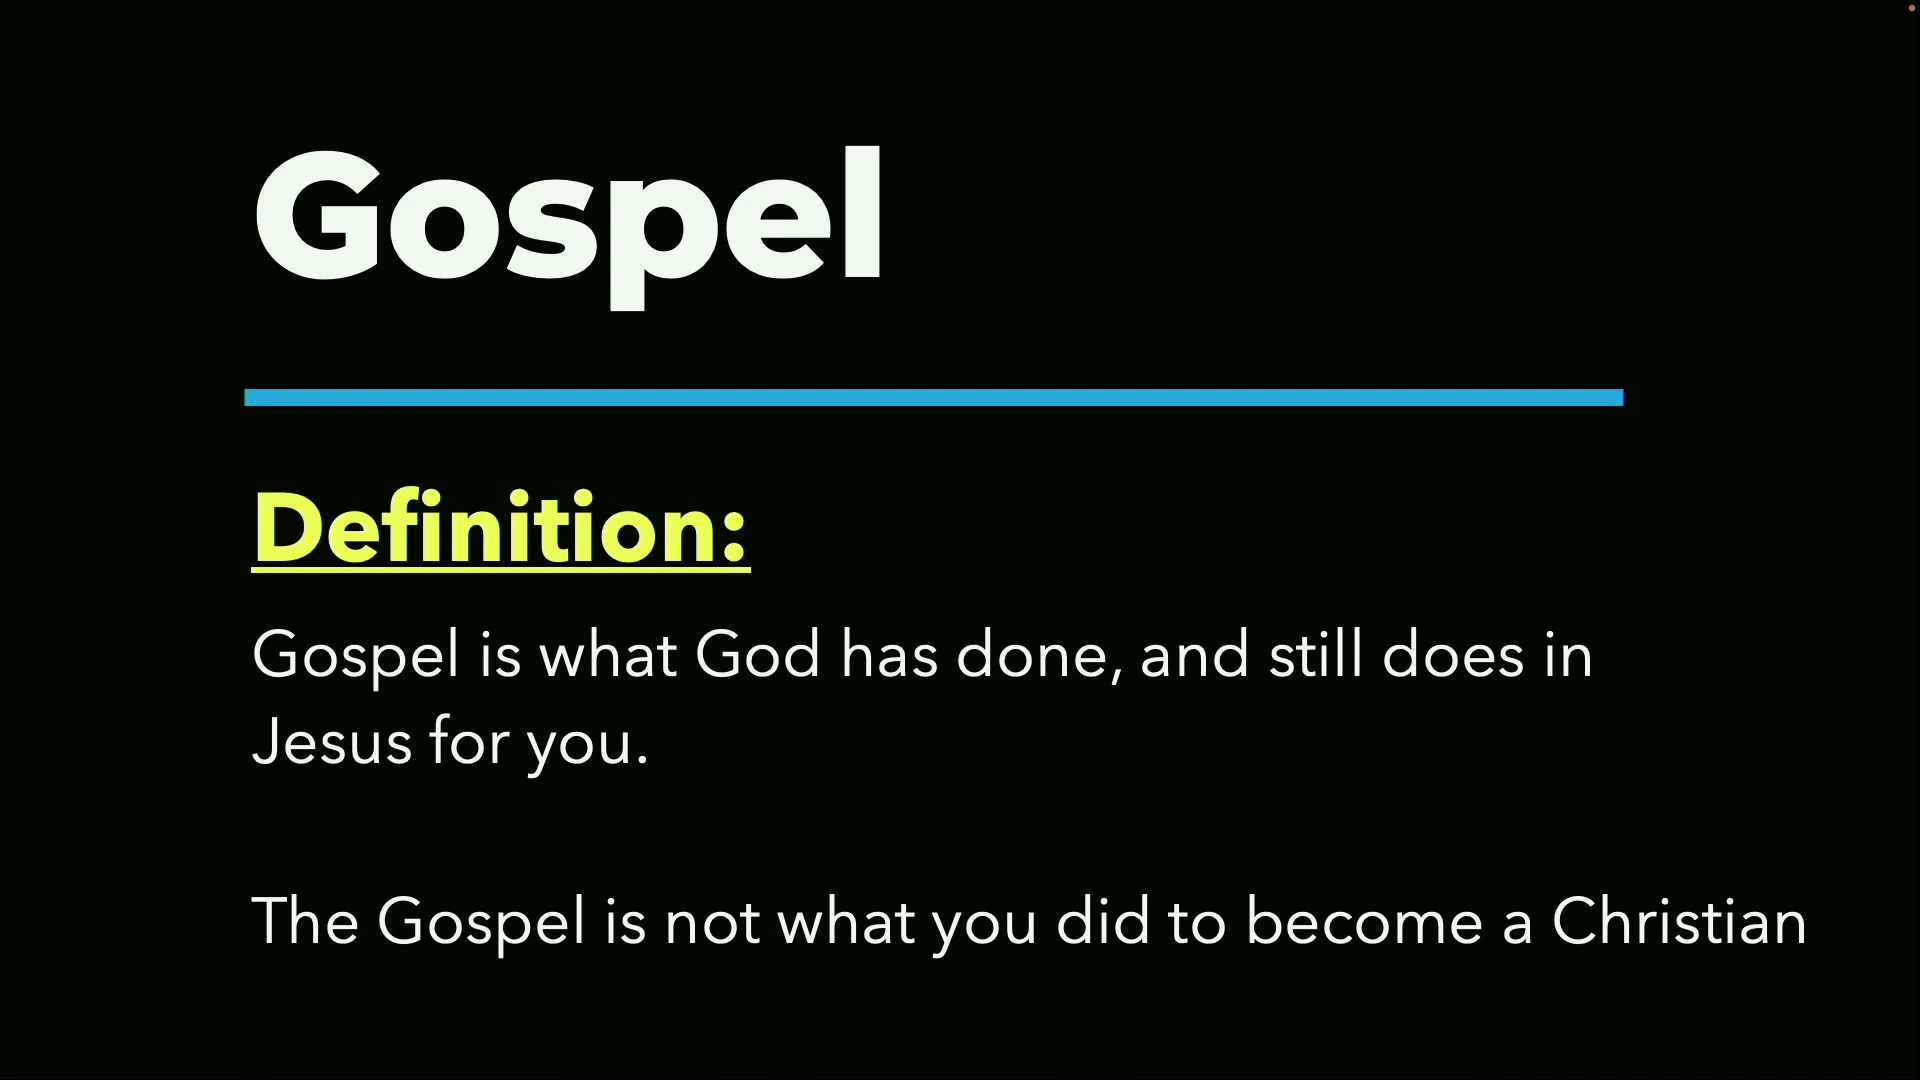 Gospel
Definition:
Gospel is what God has done, and still does in
Jesus for you.
The Gospel is not what you did to become a Christian